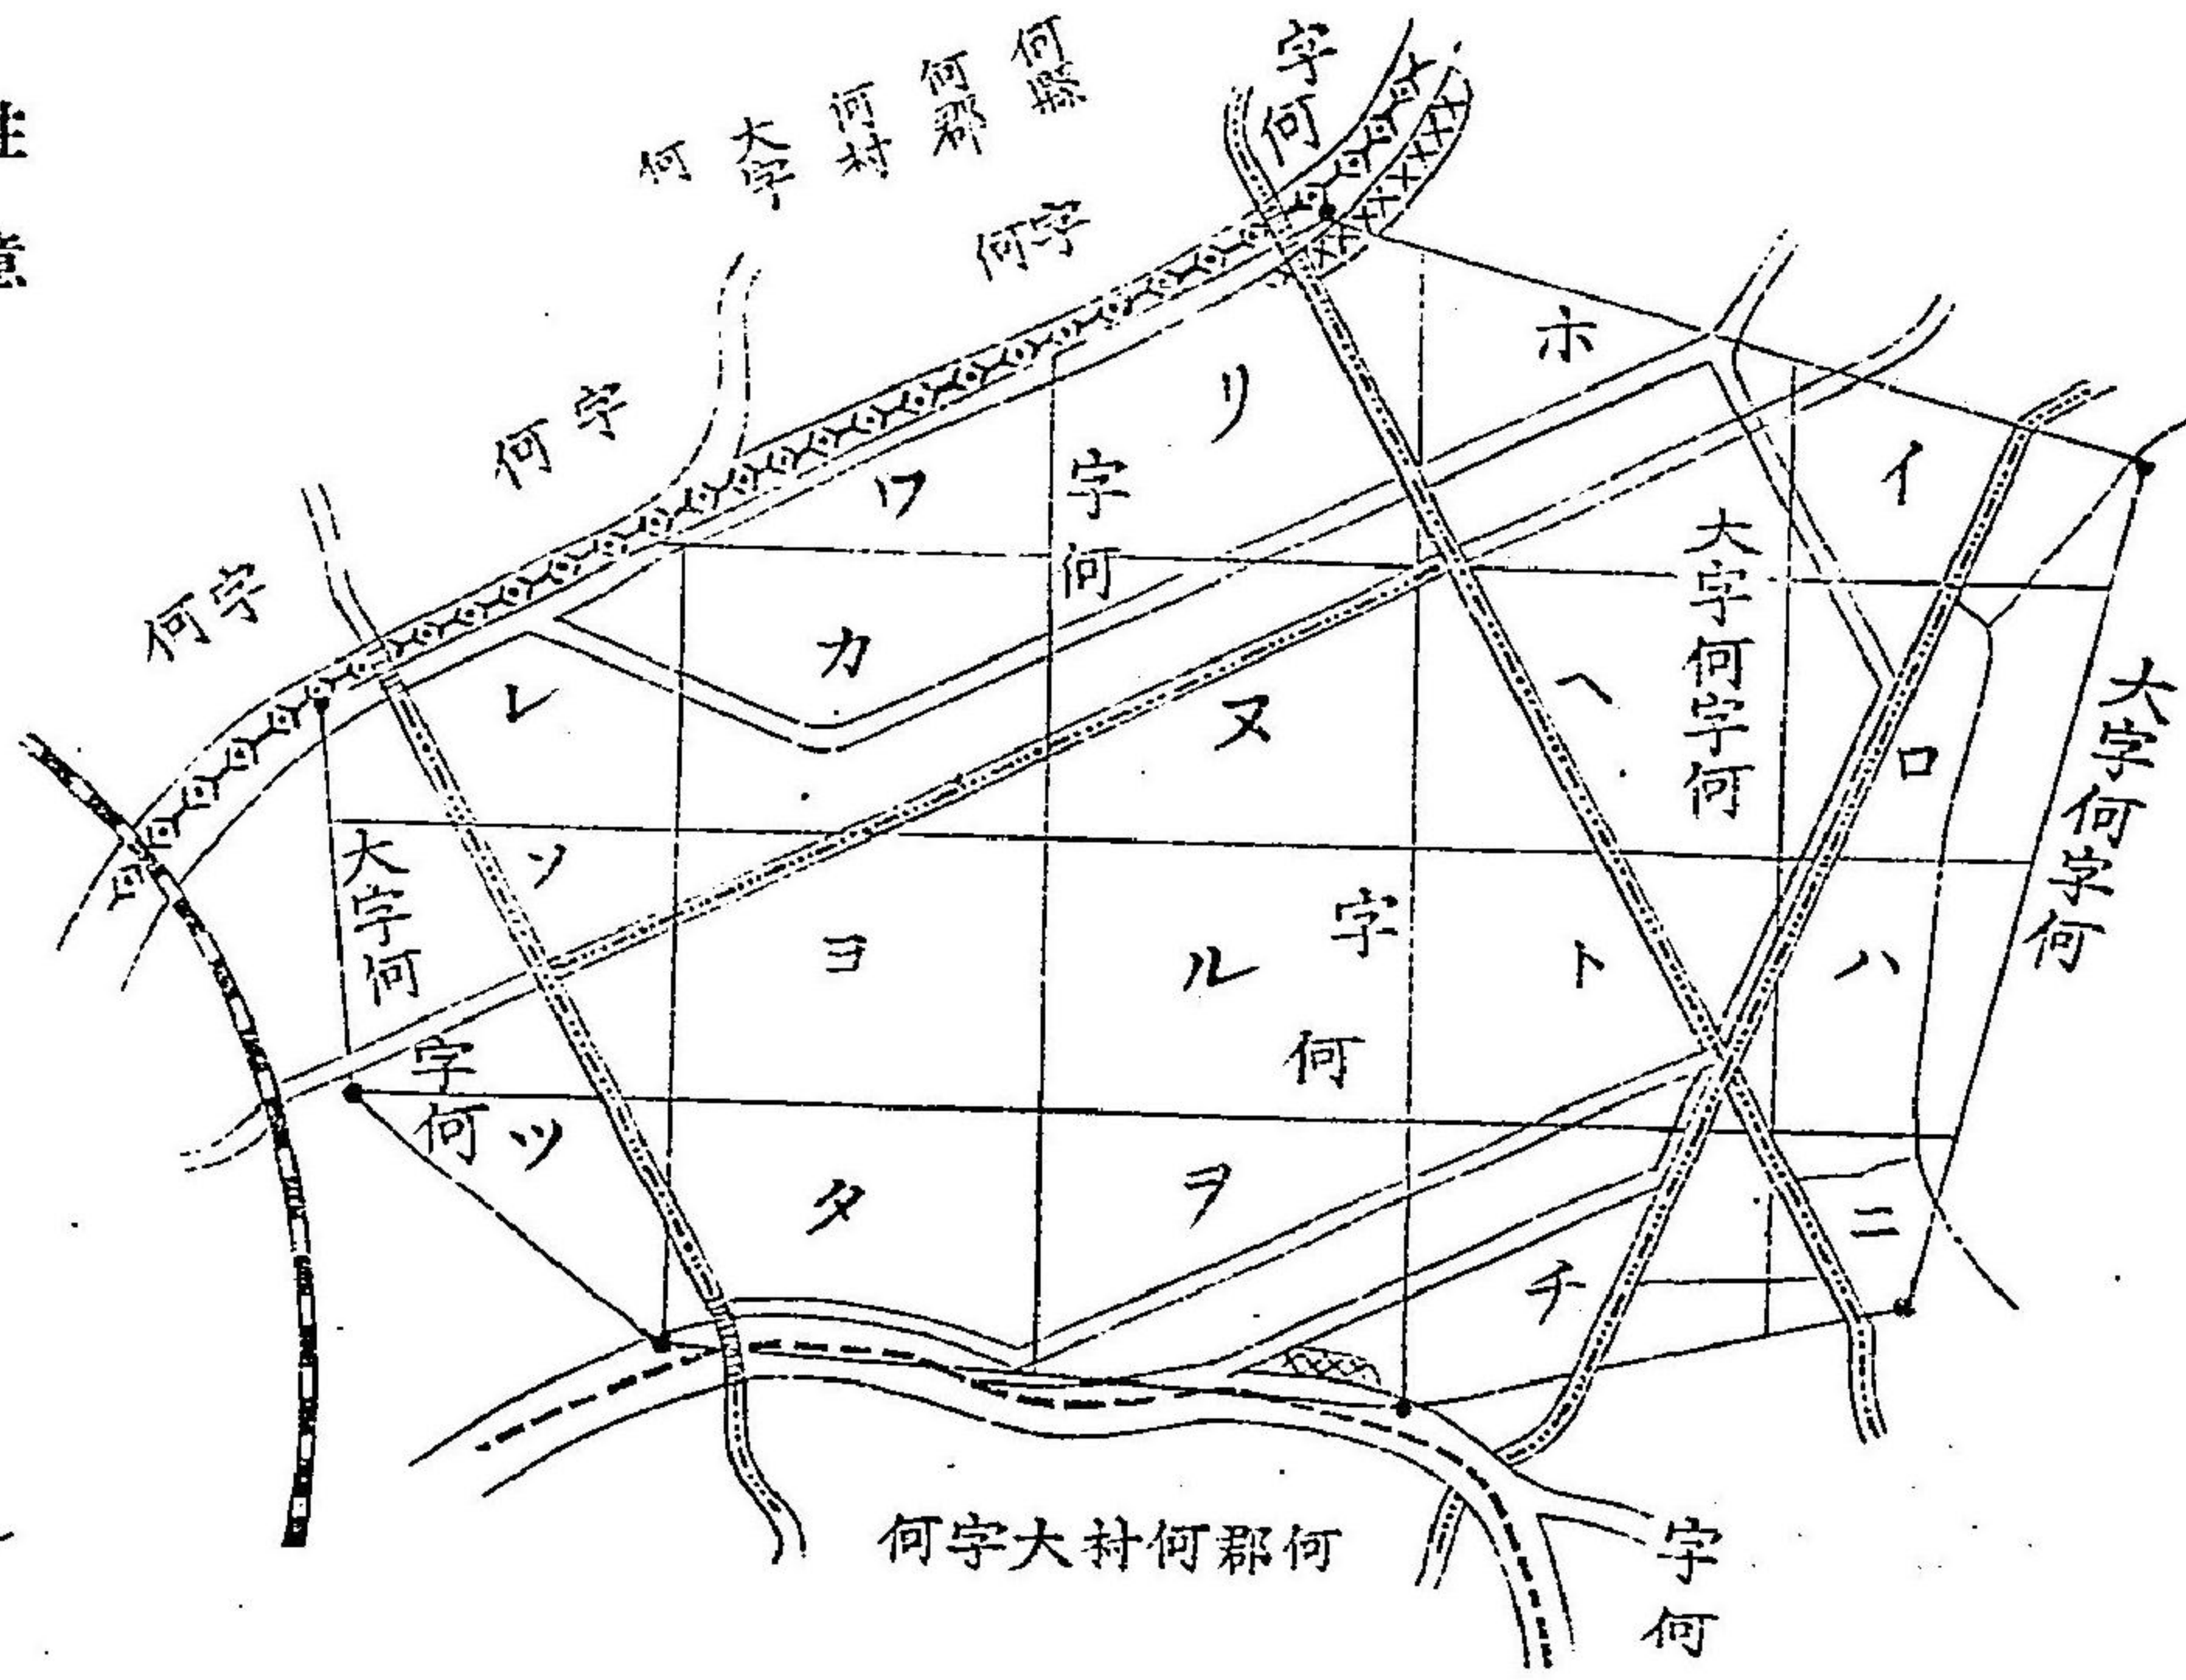 何縣
何郡
何村
大字
何
字何
字何
字何
字何
ホ
リ
イ
ワ
字何
大字何字何
カ
レ
ヌ
ヘ
ロ
大字何字何
ソ
大字何
字何
ヨ
ル
字何
ト
ハ
ツ
タ
ヲ
チ
ニ
何郡何村大字何
字何